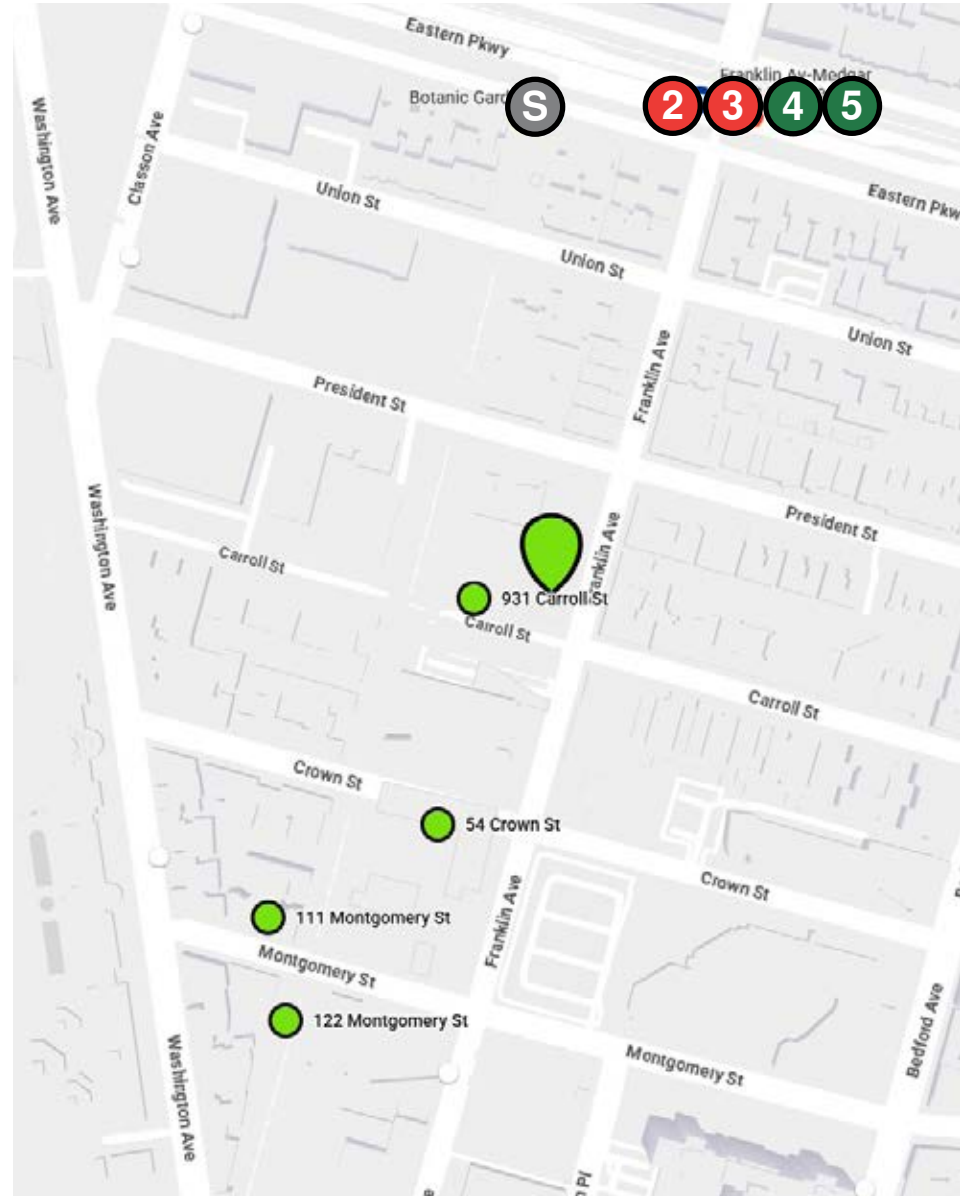 Eastern Pkwy
Franklin Av-Medgar
Botanic Gard
S
2
3
4
5
Washington Ave
Classon Ave
Union St
Eastern Pkw
Union St
Union St
Franklin Ave
President St
President St
Washington Ave
Franklin Ave
Carroll St
931 Carroll St
Carroll St
Carroll St
Crown St
54 Crown St
Crown St
Franklin Ave
111 Montgomery St
Montgomery St
122 Montgomery St
Montgomery St
Bedford Ave
Washington Ave